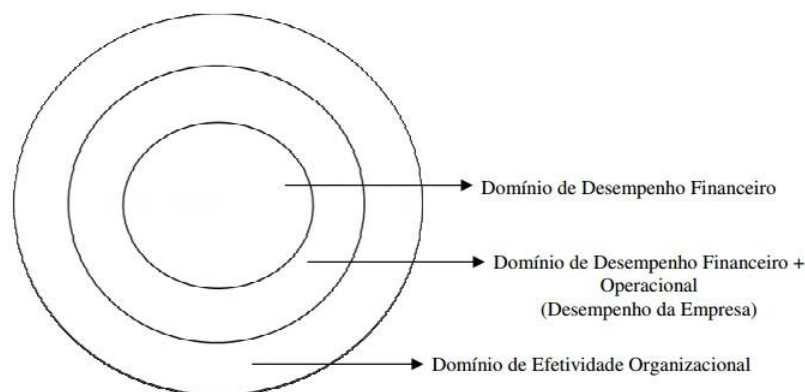 Domínio de Desempenho Financeiro
Domínio de Desempenho Financeiro +
Operacional
(Desempenho da Empresa)
Domínio de Efetividade Organizacional